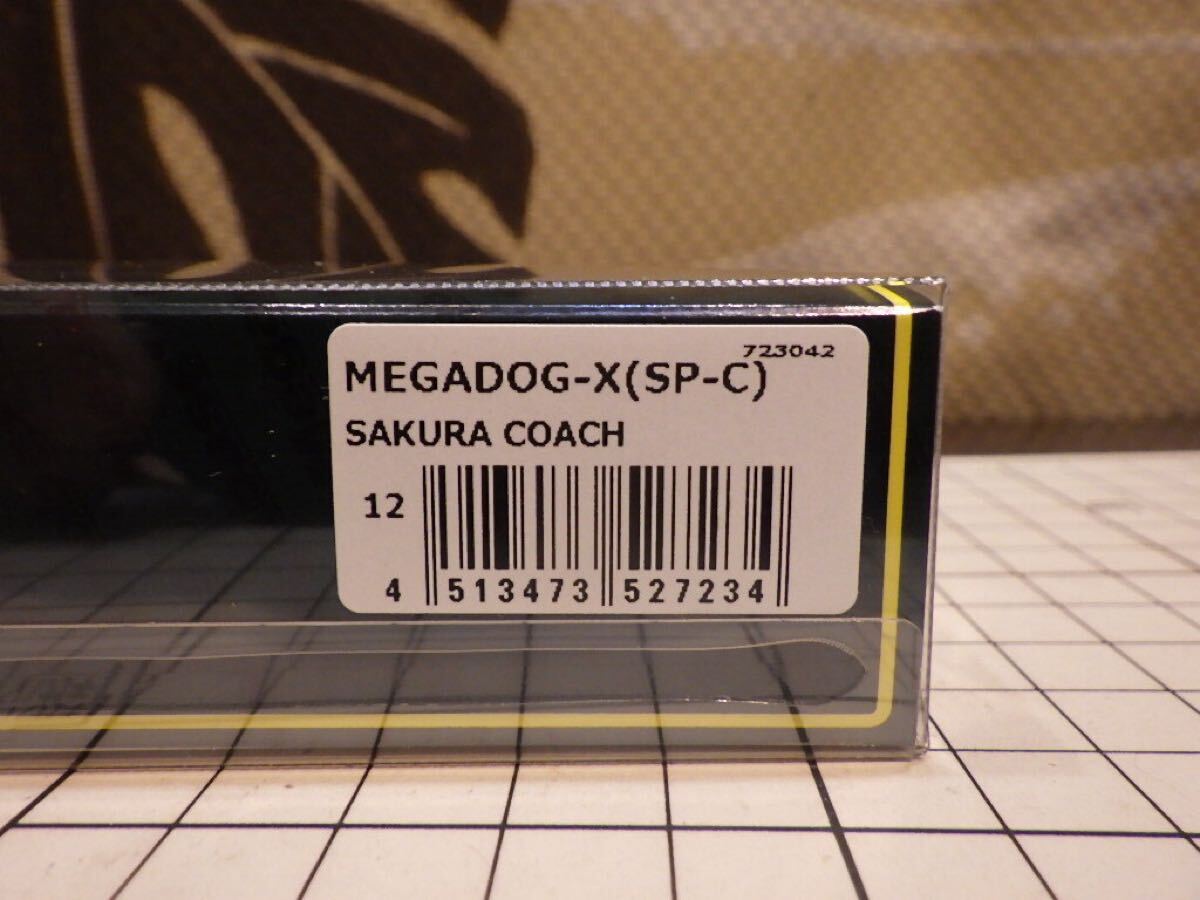 723042
MEGADOG-X(SP-C)
SAKURA COACH
12
4 513473 527234